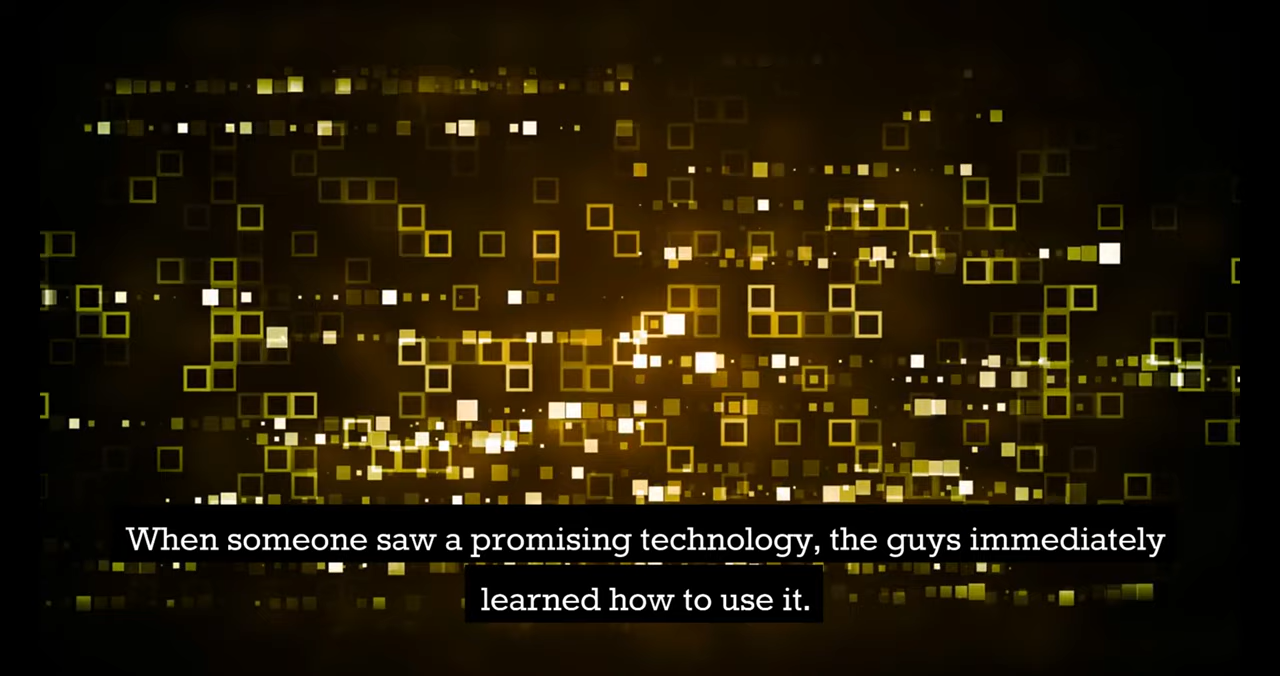 When someone saw a promising technology, the guys immediately
learned how to use it.